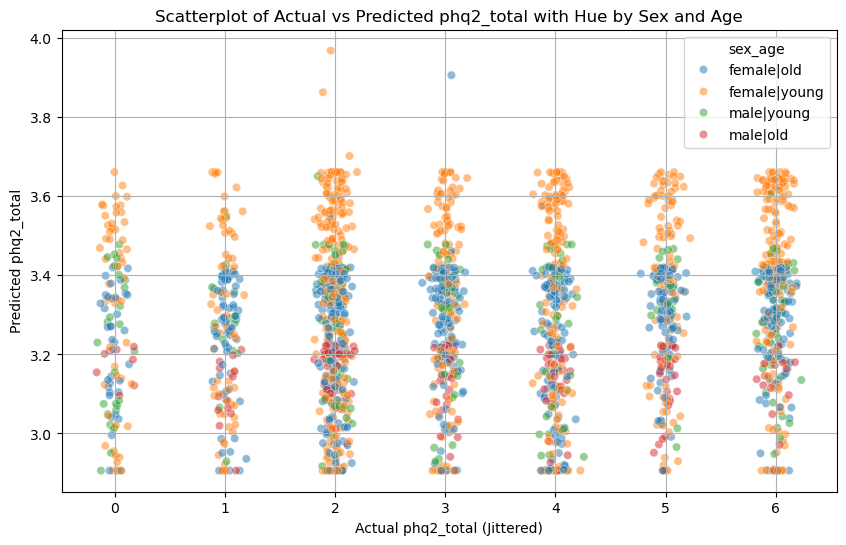 Scatterplot of Actual vs Predicted phq2_total with Hue by Sex and Age
sex_age
female|old
female|young
male|young
male|old
Predicted phq2_total
4.0
3.8
3.6
3.4
3.2
3.0
0 1 2 3 4 5 6
Actual phq2_total (Jittered)